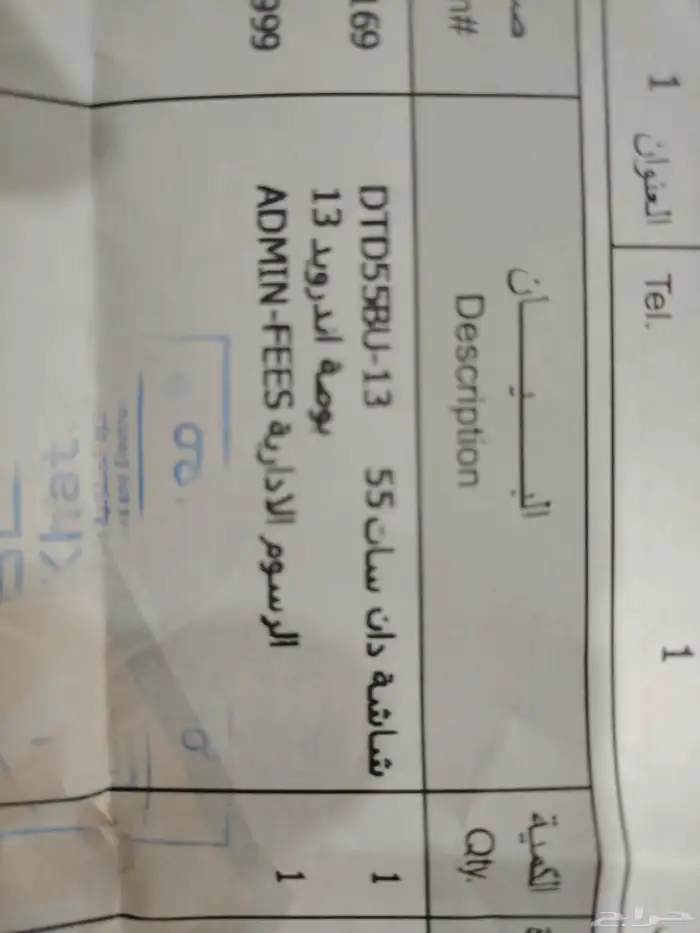 1 العنوان Tel. 1
البيـــــــان الكمية
n# Description Qty.
169 DTD55BU-13 شاشة دان سات 55 1
بوصة اندرويد 13
999 ADMIN-FEES الرسوم الادارية 1
حراج